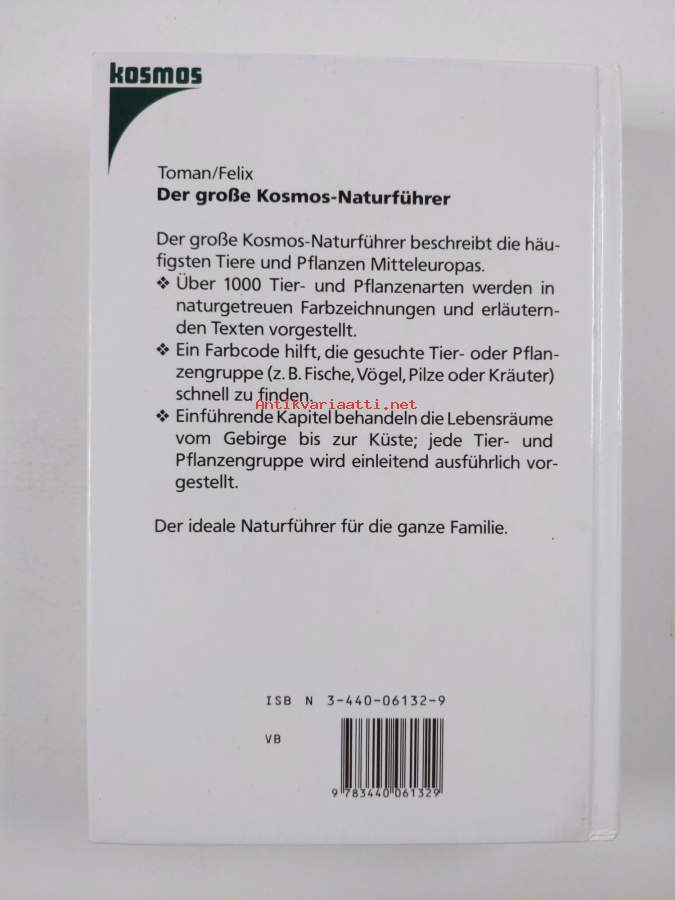 kosmos
Toman/Felix
Der große Kosmos-Naturführer
Der große Kosmos-Naturführer beschreibt die häu-
figsten Tiere und Pflanzen Mitteleuropas.
❖ Über 1000 Tier- und Pflanzenarten werden in
naturgetreuen Farbzeichnungen und erläutern-
den Texten vorgestellt.
❖ Ein Farbcode hilft, die gesuchte Tier- oder Pflan-
zengruppe (z. B. Fische, Vögel, Pilze oder Kräuter)
schnell zu finden.
Antikvariaatti.net
❖ Einführende Kapitel behandeln die Lebensräume
vom Gebirge bis zur Küste; jede Tier- und
Pflanzengruppe wird einleitend ausführlich vor-
gestellt.
Der ideale Naturführer für die ganze Familie.
ISB N 3-440-06132-9
VB
9 783440 061329